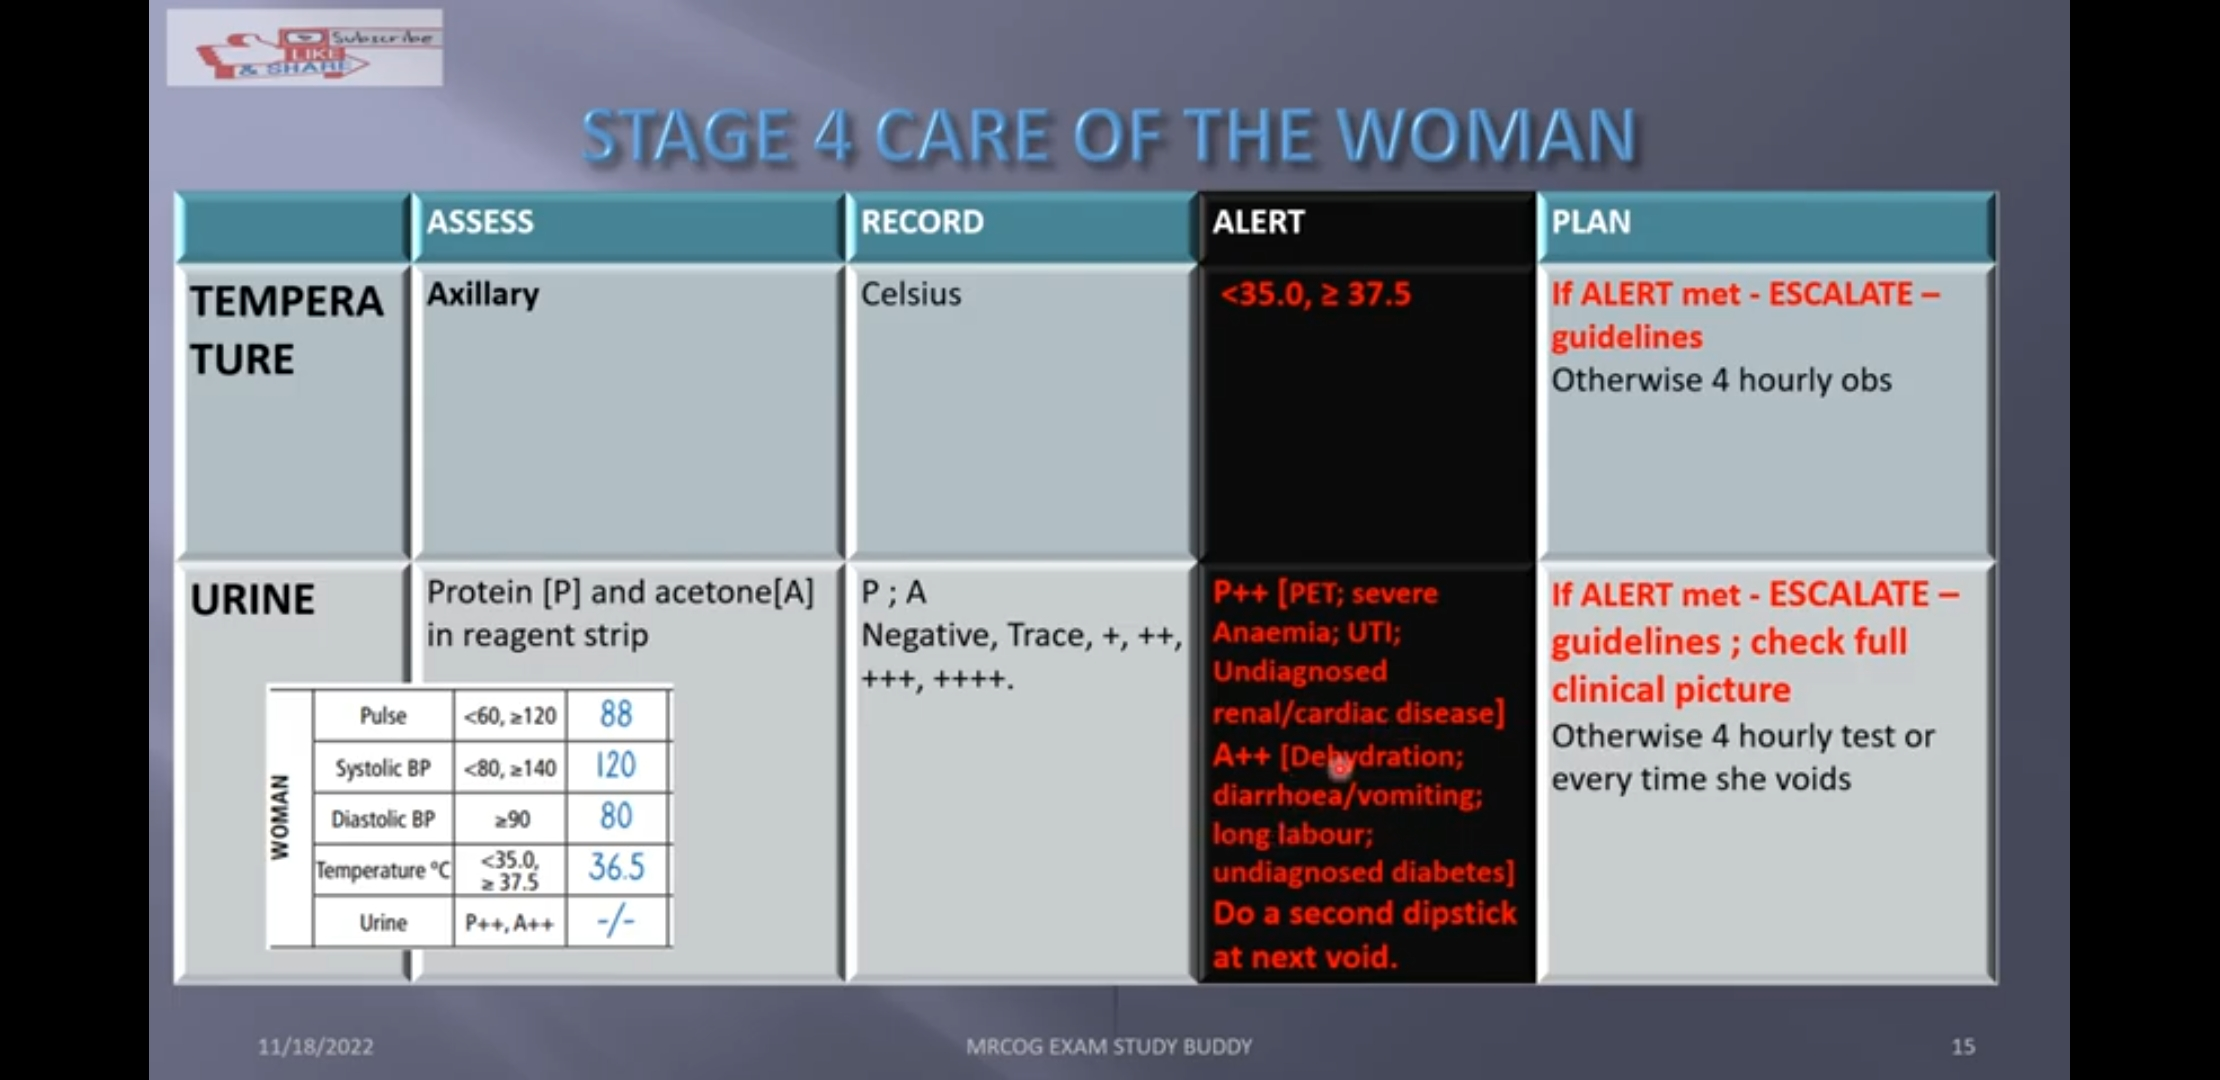 Subscribe
LIKE
& SHARE
STAGE 4 CARE OF THE WOMAN
ASSESS
RECORD
ALERT
PLAN
TEMPERA
TURE
Axillary
Celsius
<35.0, ≥ 37.5
If ALERT met - ESCALATE –
guidelines
Otherwise 4 hourly obs
URINE
Protein [P] and acetone[A]
in reagent strip
P ; A
Negative, Trace, +, ++,
+++, ++++.
P++ [PET; severe
Anaemia; UTI;
Undiagnosed
renal/cardiac disease]
A++ [Dehydration;
diarrhoea/vomiting;
long labour;
undiagnosed diabetes]
Do a second dipstick
at next void.
If ALERT met - ESCALATE –
guidelines ; check full
clinical picture
Otherwise 4 hourly test or
every time she voids
WOMAN
Pulse <60, ≥120 88
Systolic BP <80, ≥140 120
Diastolic BP ≥90 80
Temperature °C <35.0,
≥ 37.5 36.5
Urine P++, A++ -/-
11/18/2022
MRCOG EXAM STUDY BUDDY
15